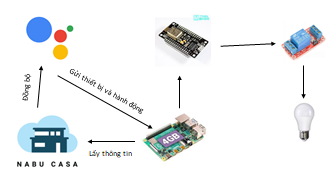 Đồng bộ
Gửi thiết bị và hành động
4GB
NABU CASA
Lấy thông tin